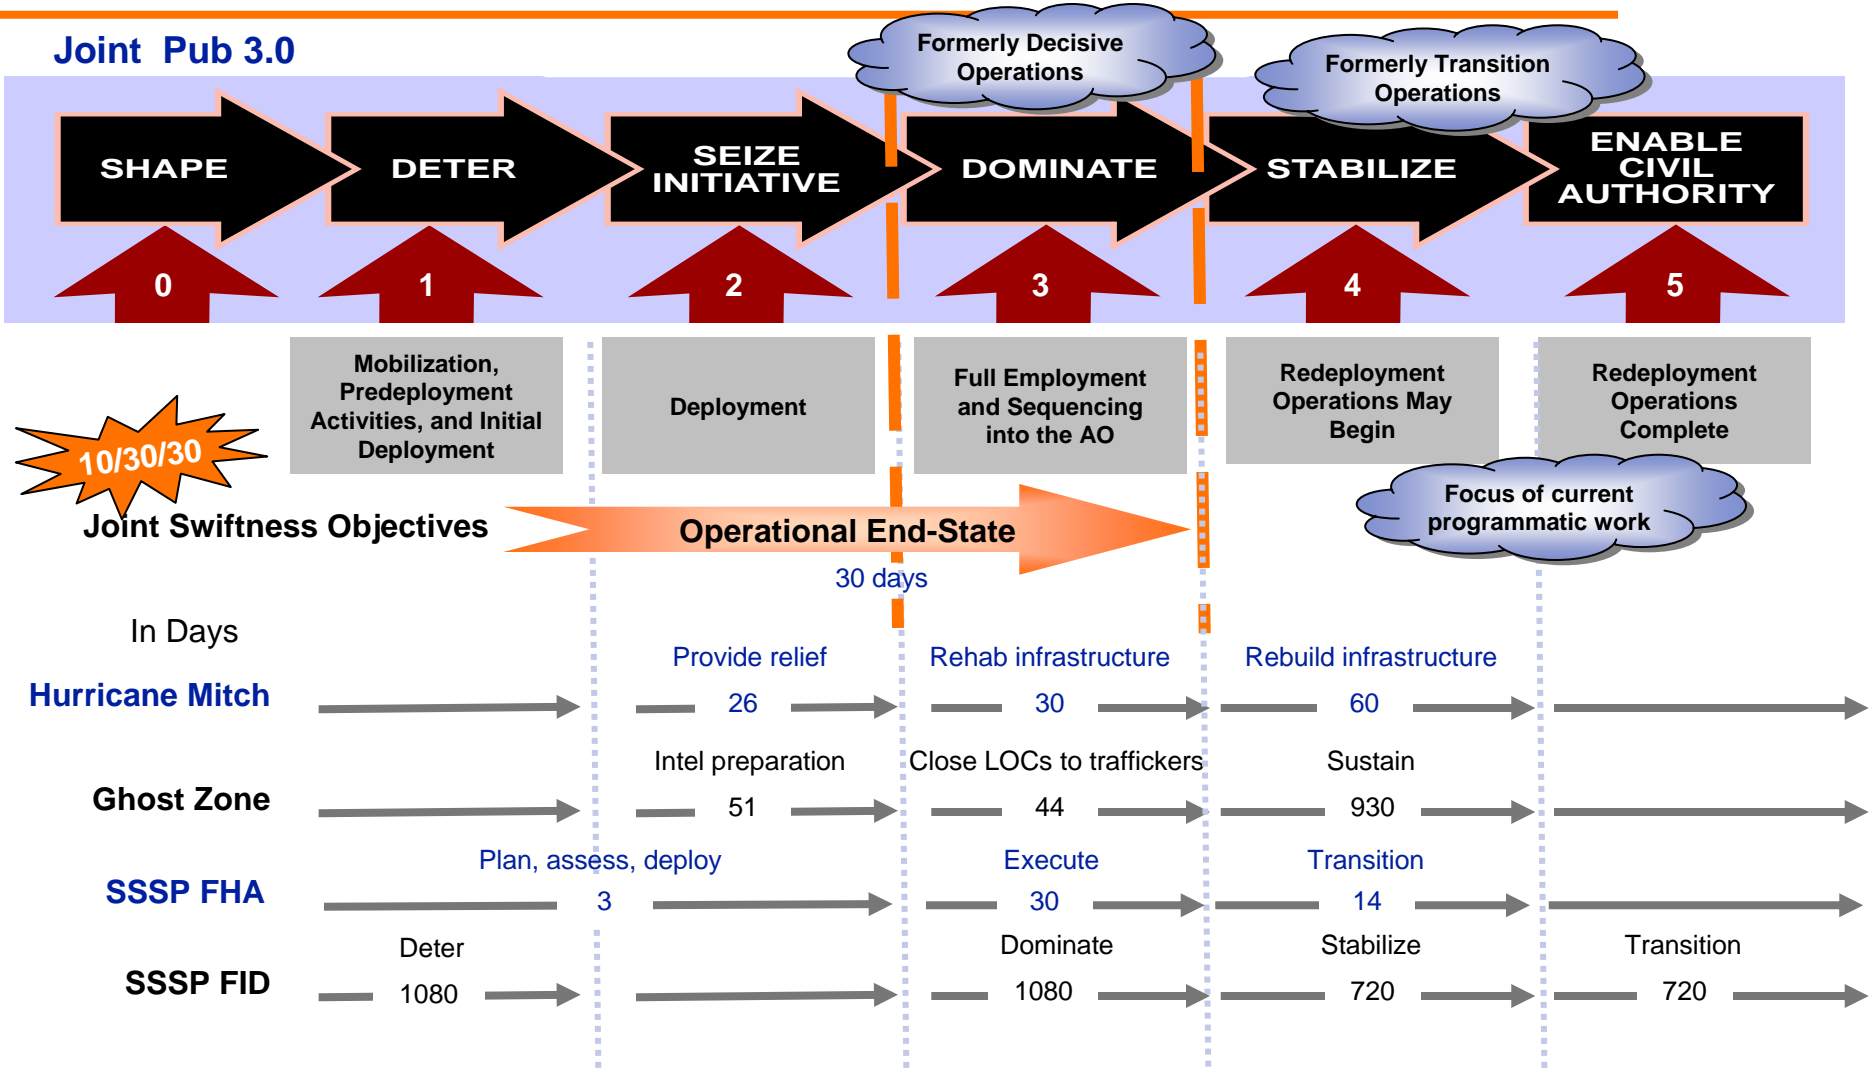 Joint Pub 3.0
Formerly Decisive
Operations
Formerly Transition
Operations
SHAPE
DETER
SEIZE
INITIATIVE
DOMINATE
STABILIZE
ENABLE
CIVIL
AUTHORITY
0
1
2
3
4
5
Mobilization,
Predeployment
Activities, and Initial
Deployment
Deployment
Full Employment
and Sequencing
into the AO
Redeployment
Operations May
Begin
Redeployment
Operations
Complete
10/30/30
Focus of current
programmatic work
Joint Swiftness Objectives
Operational End-State
30 days
In Days
Provide relief
Rehab infrastructure
Rebuild infrastructure
Hurricane Mitch
26
30
60
Intel preparation
Close LOCs to traffickers
Sustain
Ghost Zone
51
44
930
Plan, assess, deploy
Execute
Transition
SSSP FHA
3
30
14
Deter
Dominate
Stabilize
Transition
SSSP FID
1080
1080
720
720